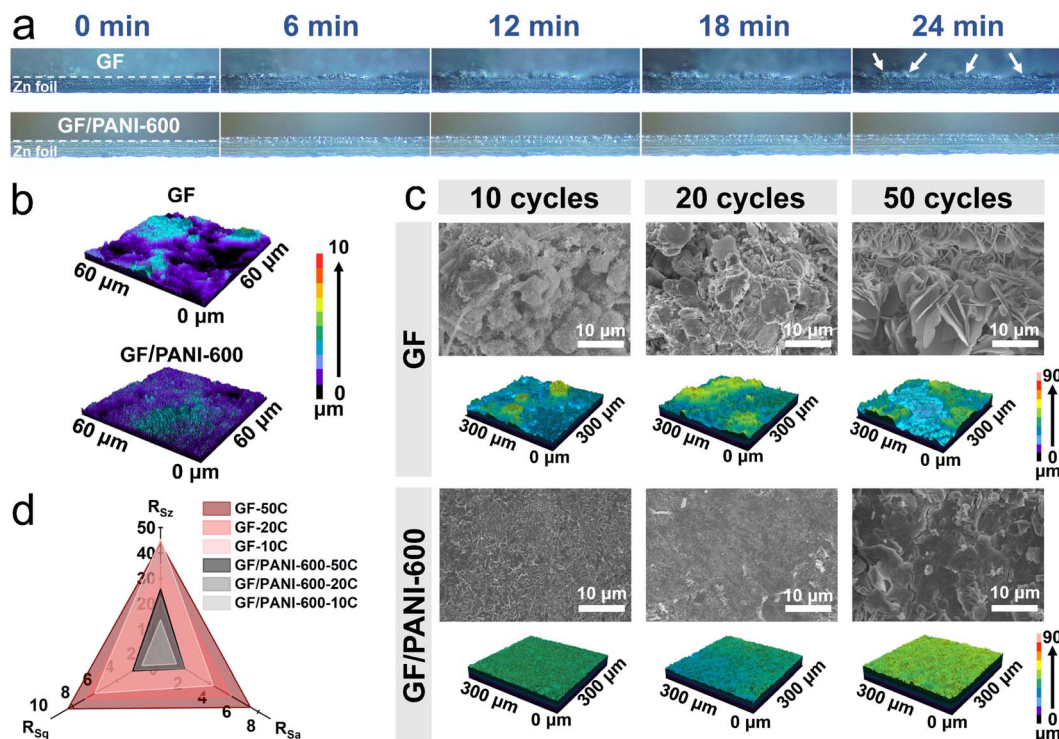 a
0 min
6 min
12 min
18 min
24 min
GF
Zn foil
GF/PANI-600
Zn foil
b
GF
60 µm
60 µm
0 µm
GF/PANI-600
60 µm
60 µm
0 µm
10
0
µm
c
10 cycles
20 cycles
50 cycles
GF
10 µm
10 µm
10 µm
300 µm
300 µm
0 µm
300 µm
300 µm
0 µm
300 µm
300 µm
0 µm
90
0
µm
GF/PANI-600
10 µm
10 µm
10 µm
300 µm
300 µm
0 µm
300 µm
300 µm
0 µm
300 µm
300 µm
0 µm
90
0
µm
d
RSz
50
40
30
20
2
4
6
8
10
RSq
2
4
6
8
RSa
GF-50C
GF-20C
GF-10C
GF/PANI-600-50C
GF/PANI-600-20C
GF/PANI-600-10C